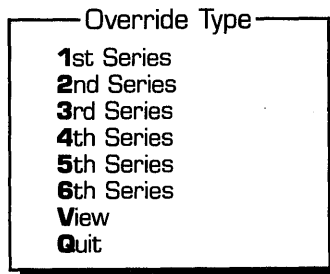 Override Type
1st Series
2nd Series
3rd Series
4th Series
5th Series
6th Series
View
Quit